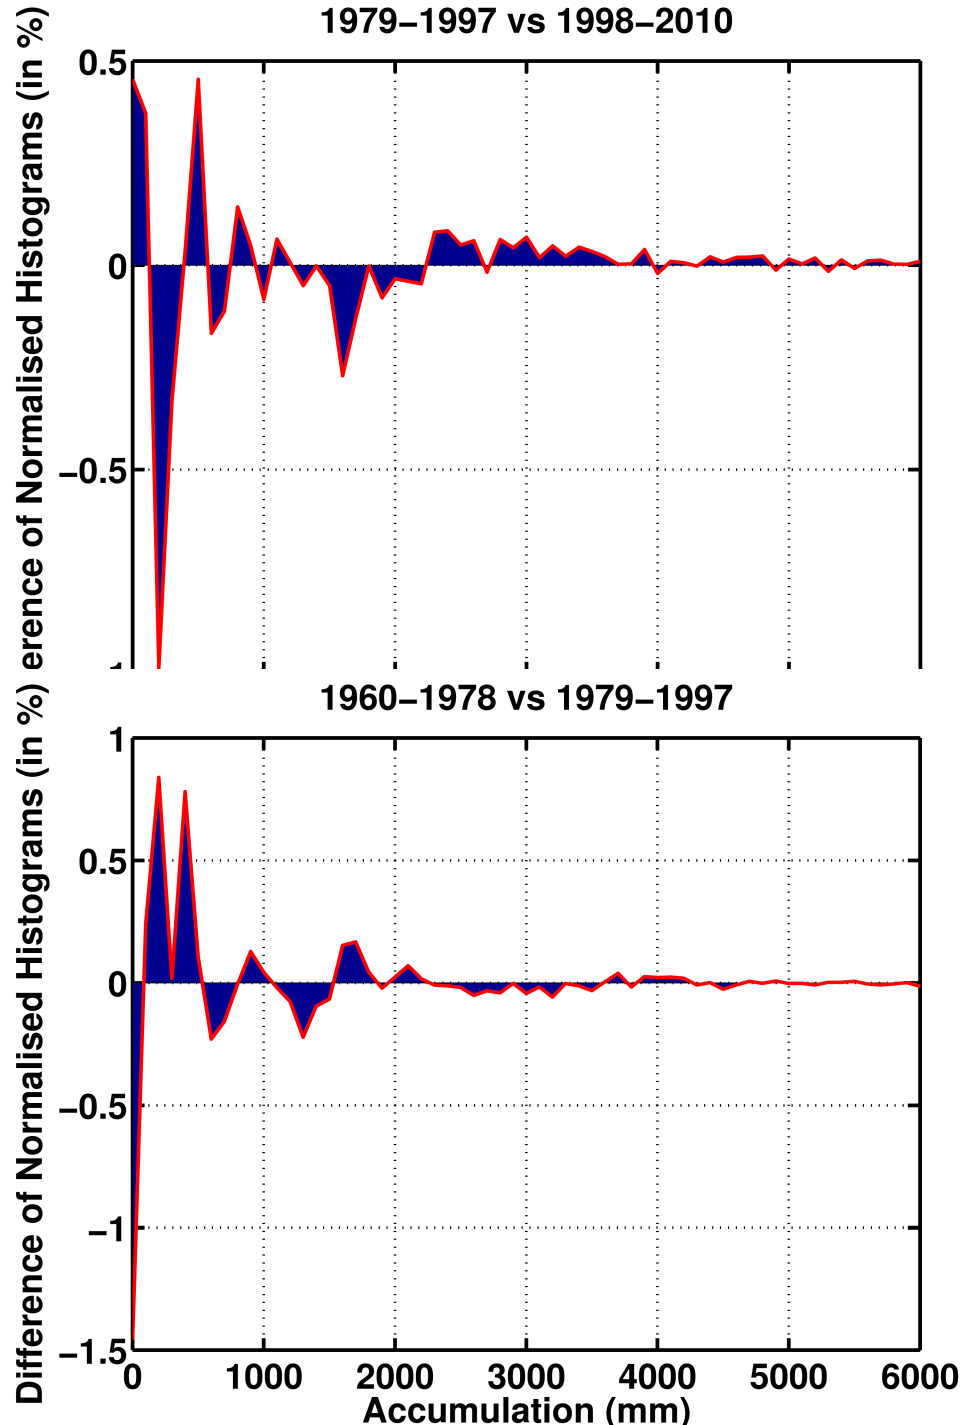 1979−1997 vs 1998−2010
erence of Normalised Histograms (in %)
0.5
0
−0.5
1960−1978 vs 1979−1997
Difference of Normalised Histograms (in %)
1
0.5
0
−0.5
−1
−1.5
0 1000 2000 3000 4000 5000 6000
Accumulation (mm)